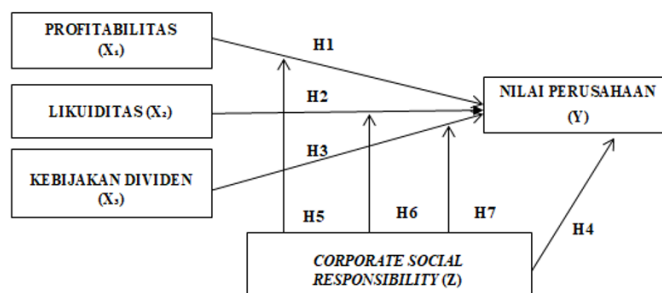 PROFITABILITAS
(X₁)
H1
NILAI PERUSAHAAN
(Y)
LIKUIDITAS (X₂)
H2
H3
KEBIJAKAN DIVIDEN
(X₃)
H5
H6
H7
H4
CORPORATE SOCIAL
RESPONSIBILITY (Z)